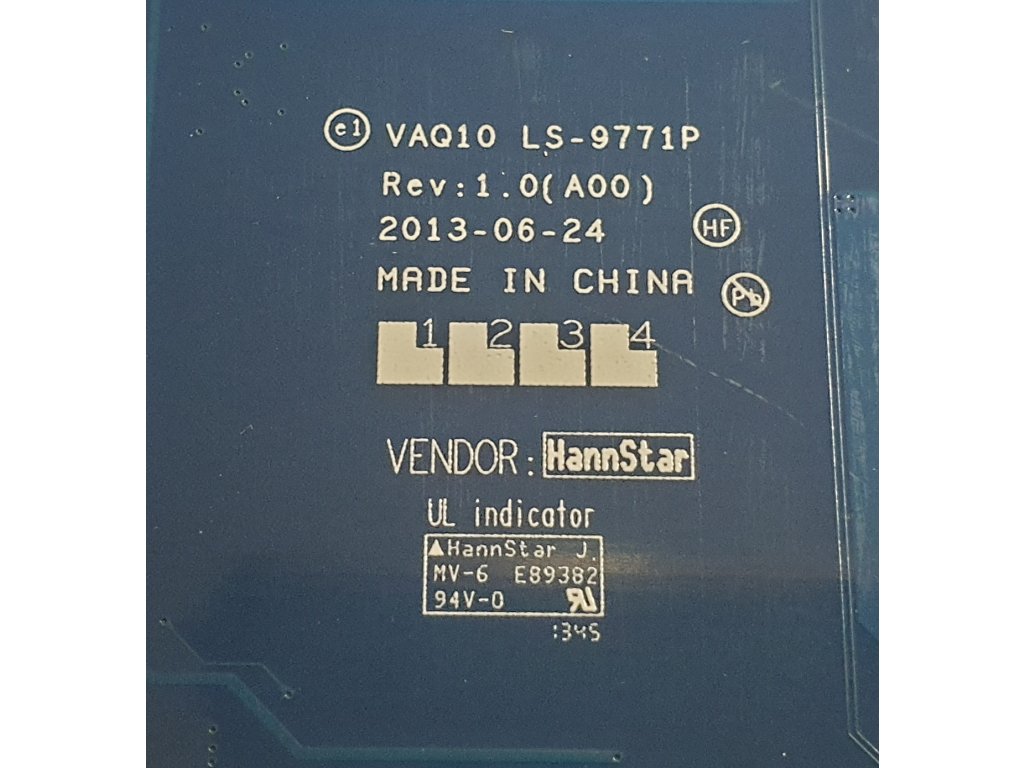 e1 VAQ10 LS-9771P
Rev:1.0(A00)
2013-06-24
HF
MADE IN CHINA
Pb
1 2 3 4
VENDOR: HannStar
UL indicator
▲HannStar J.
MV-6 E89382
94V-0
1345